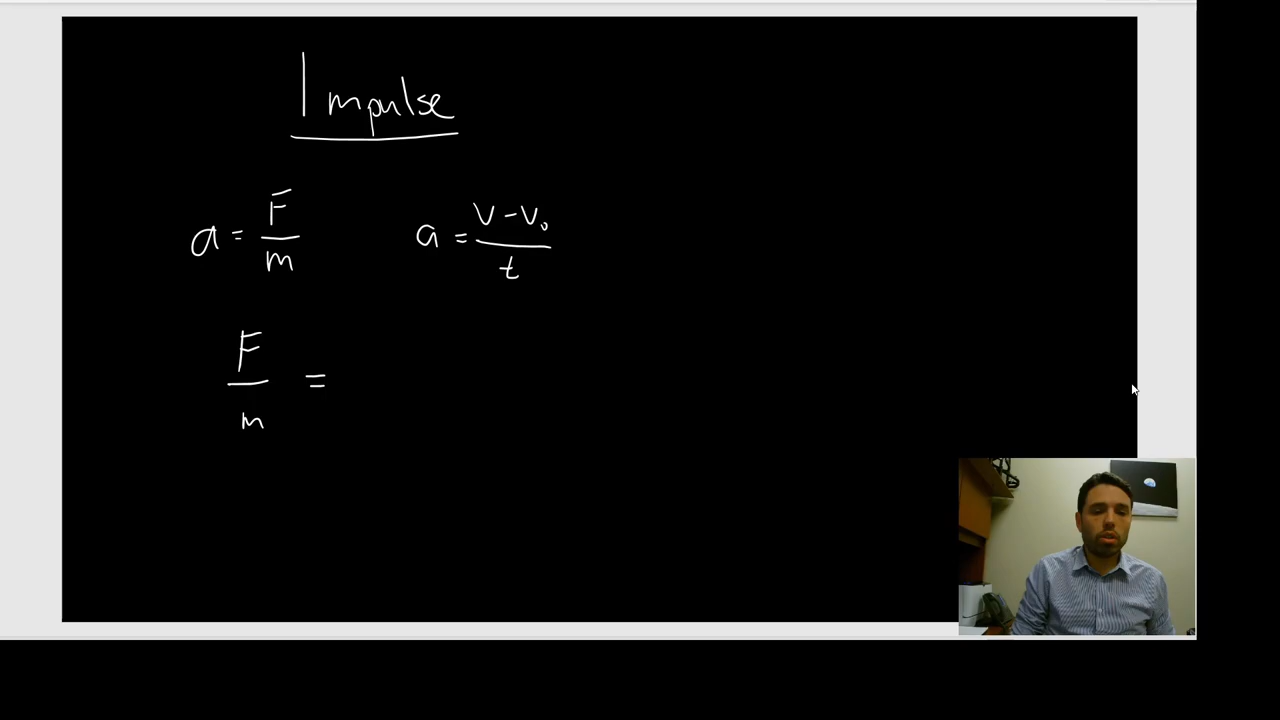 Impulse
a = F/m    a = (v - v₀)/t
F/m =